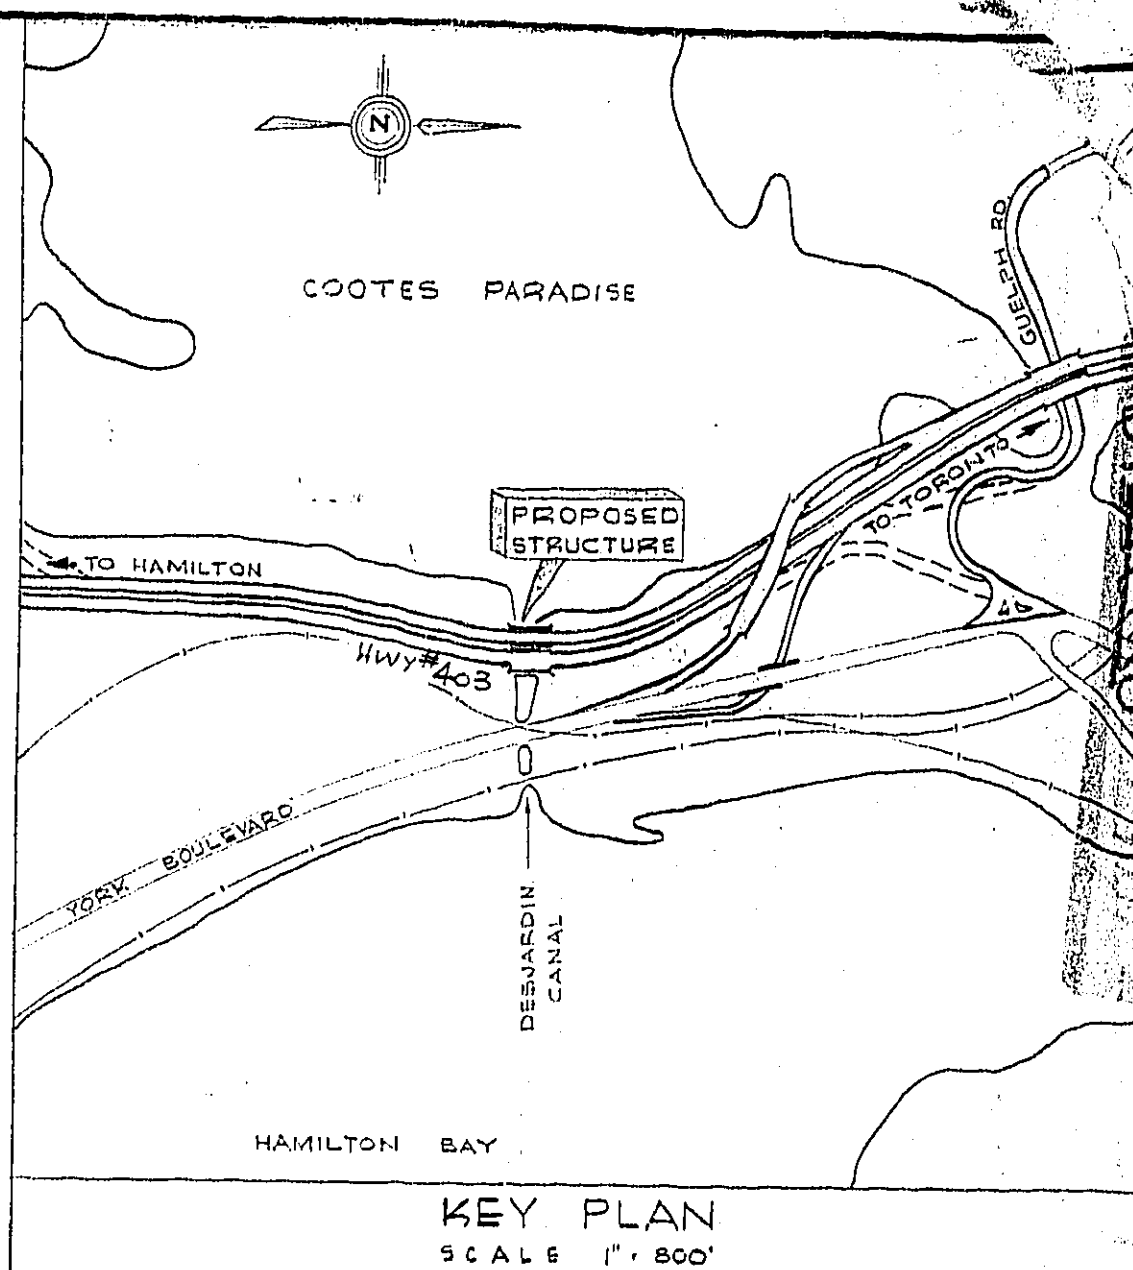 N
COOTES PARADISE
GUELPH RD.
PROPOSED
STRUCTURE
TO TORONTO
TO HAMILTON
HWY#403
YORK BOULEVARD
DESJARDIN
CANAL
HAMILTON BAY
KEY PLAN
SCALE 1" = 800'